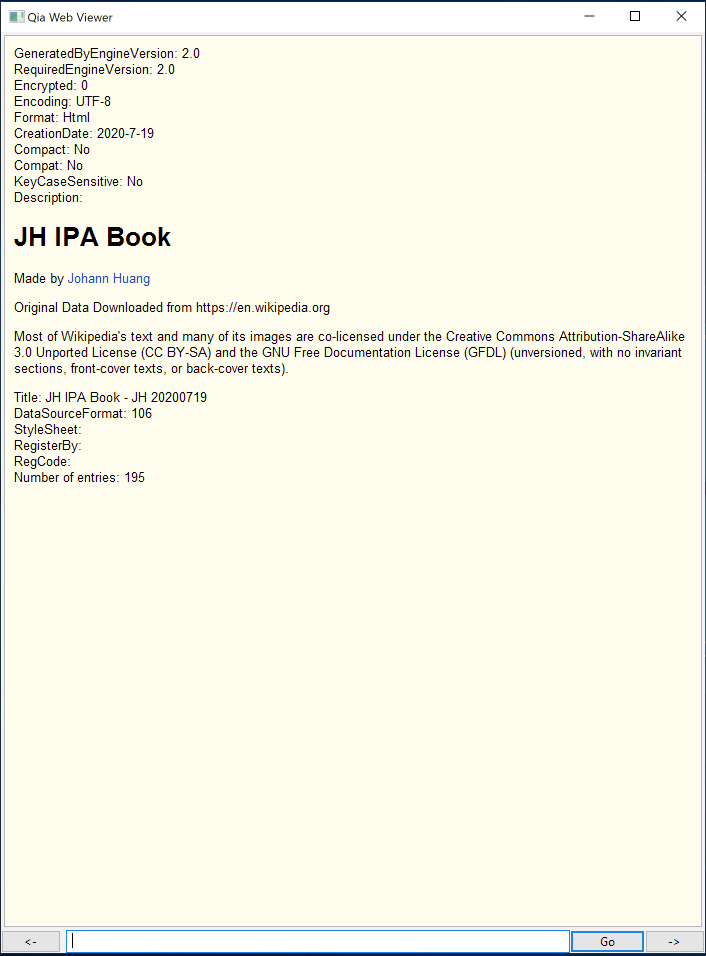 Qia Web Viewer
GeneratedByEngineVersion: 2.0
RequiredEngineVersion: 2.0
Encrypted: 0
Encoding: UTF-8
Format: Html
CreationDate: 2020-7-19
Compact: No
Compat: No
KeyCaseSensitive: No
Description:
JH IPA Book
Made by Johann Huang
Original Data Downloaded from https://en.wikipedia.org
Most of Wikipedia's text and many of its images are co-licensed under the Creative Commons Attribution-ShareAlike
3.0 Unported License (CC BY-SA) and the GNU Free Documentation License (GFDL) (unversioned, with no invariant
sections, front-cover texts, or back-cover texts).
Title: JH IPA Book - JH 20200719
DataSourceFormat: 106
StyleSheet:
RegisterBy:
RegCode:
Number of entries: 195
<- Go ->